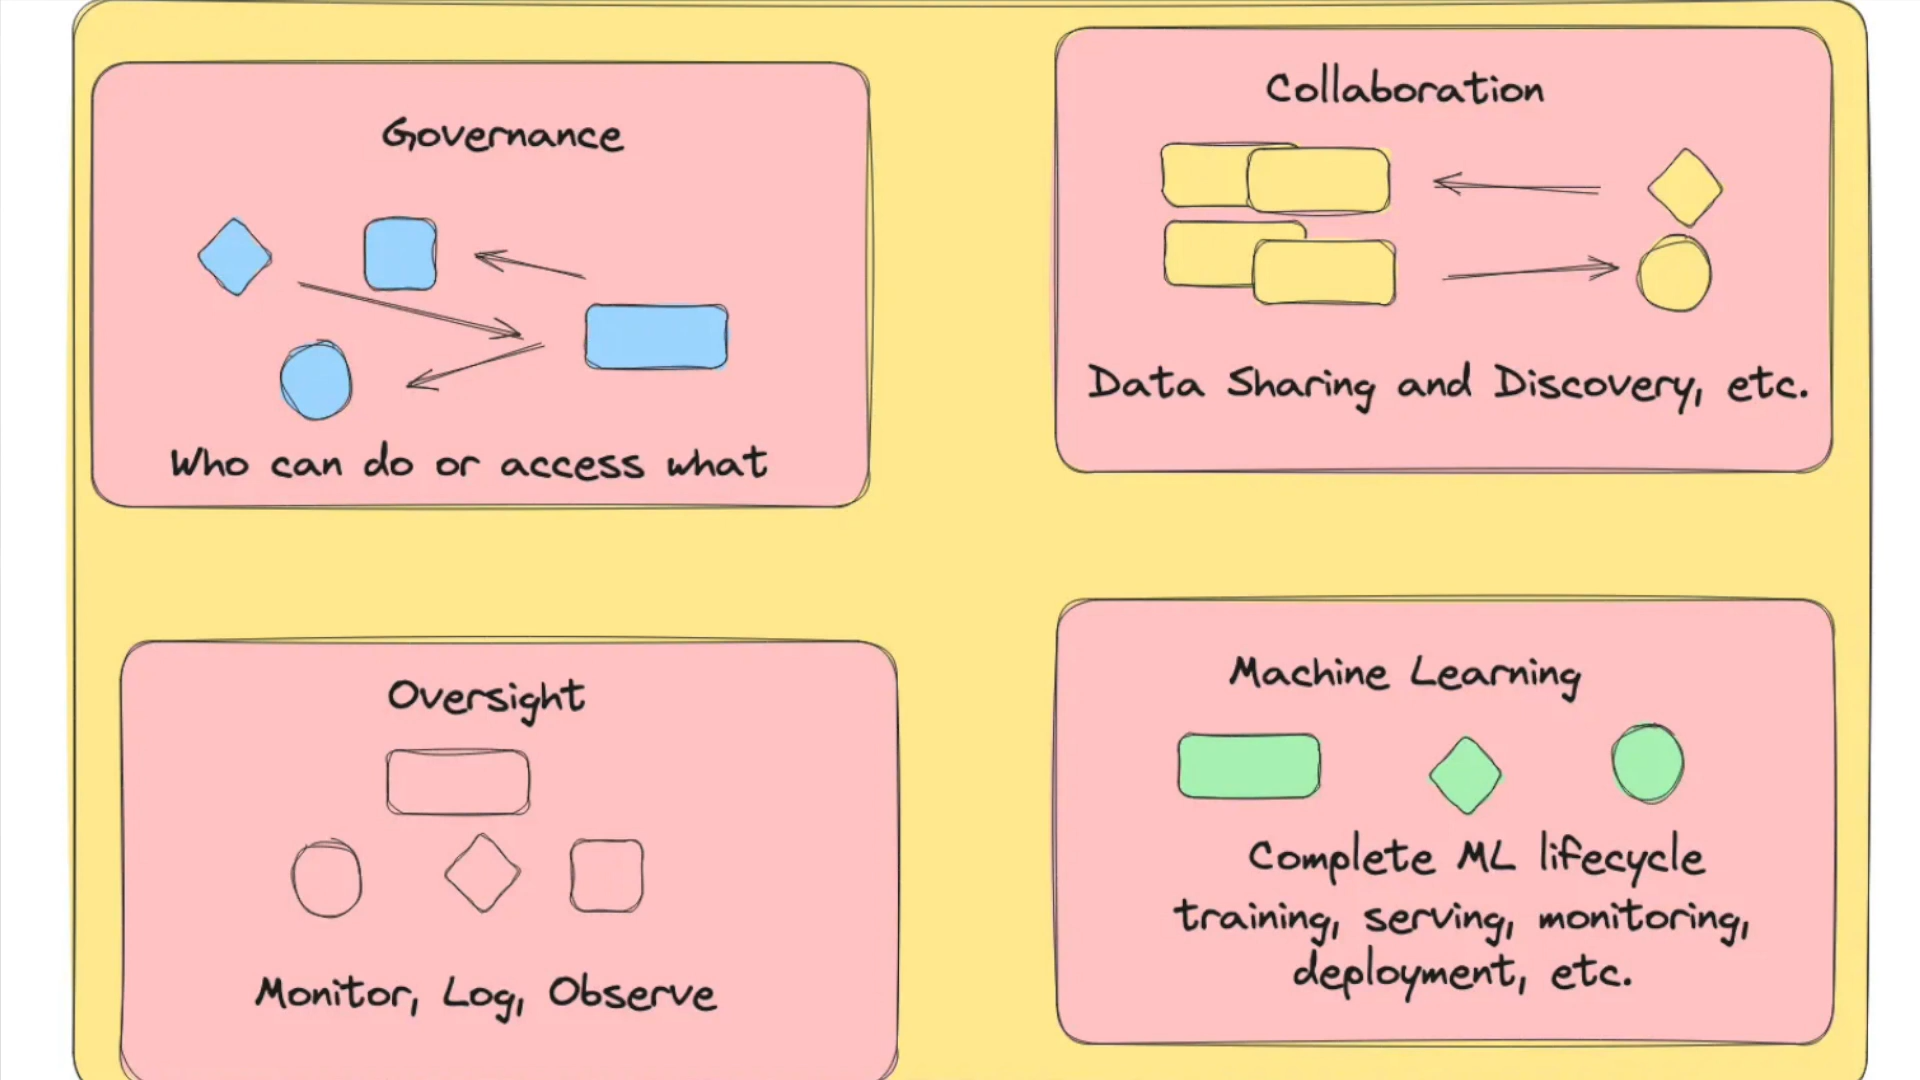 Governance
Who can do or access what
Collaboration
Data Sharing and Discovery, etc.
Oversight
Monitor, Log, Observe
Machine Learning
Complete ML lifecycle
training, serving, monitoring,
deployment, etc.